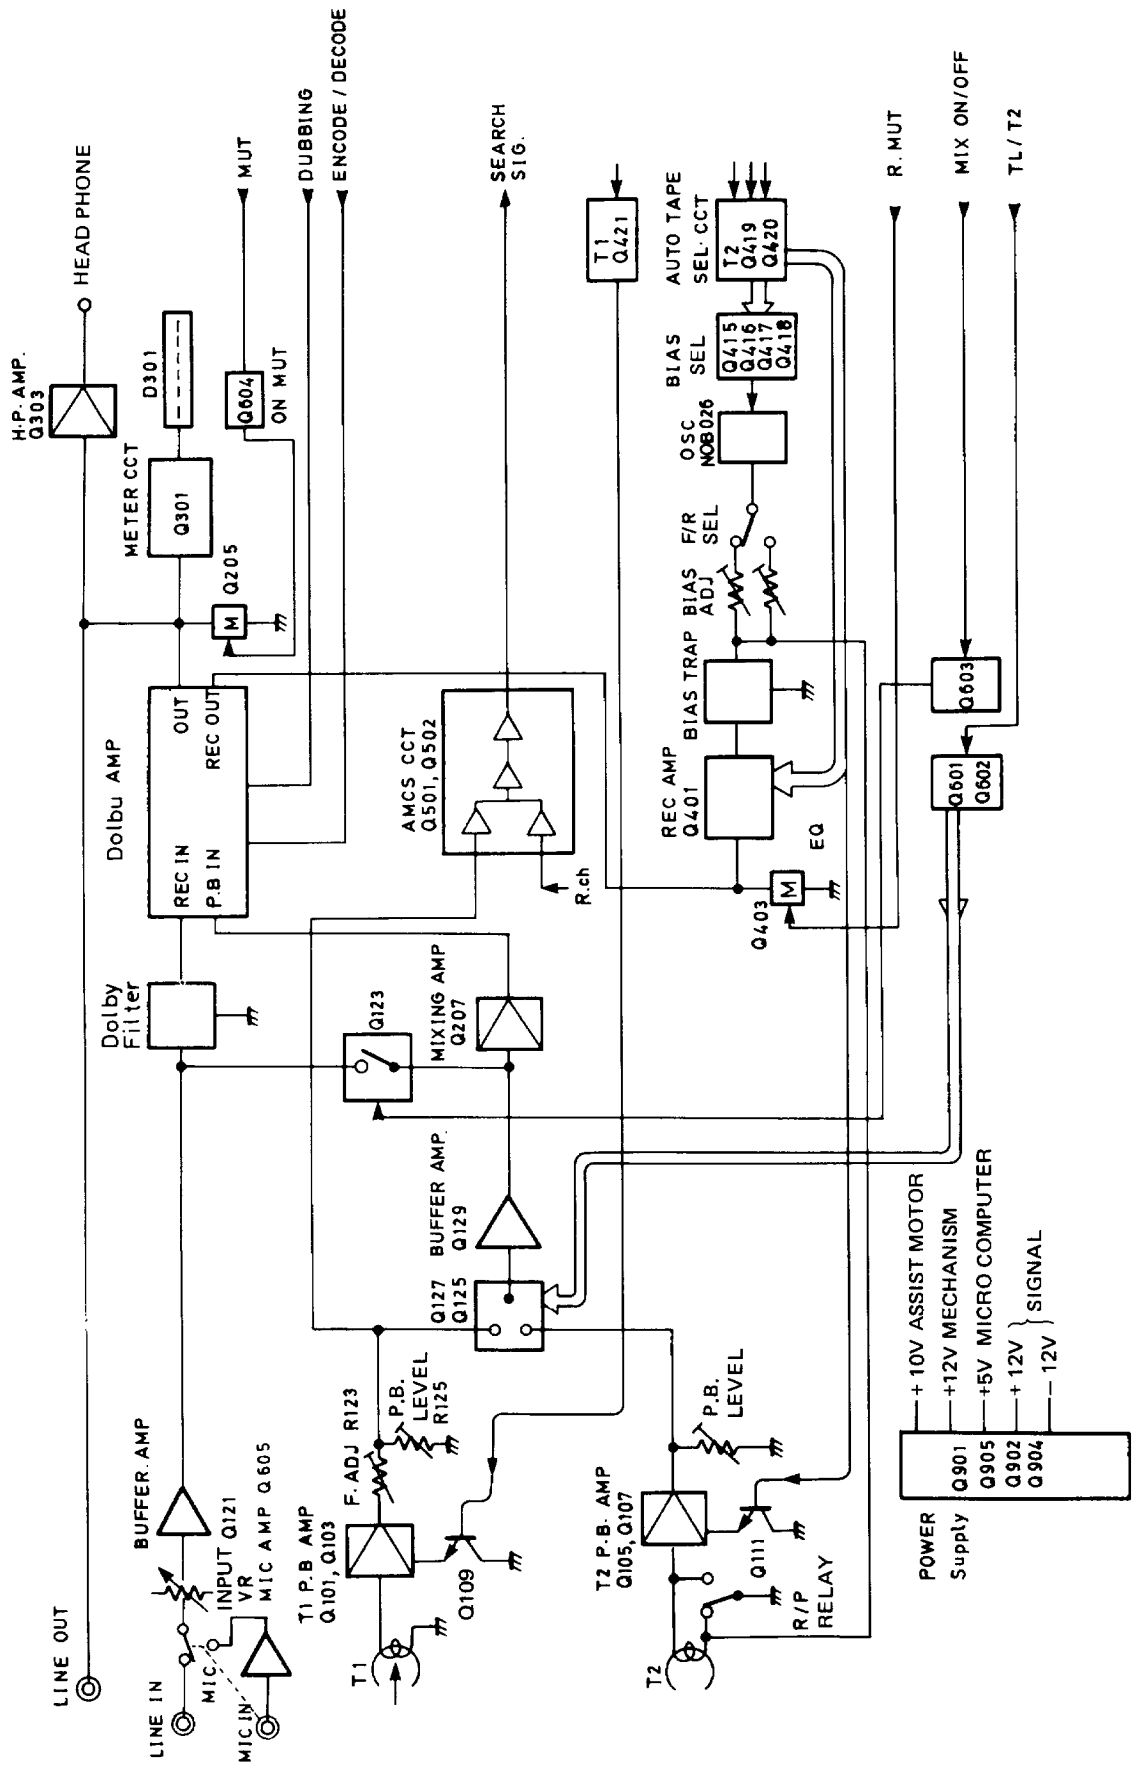 LINE OUT
LINE IN
MIC
MIC IN
BUFFER. AMP
INPUT Q121
VR
MIC AMP Q605
Dolby
Filter
Dolbu AMP
REC IN
P.B IN
OUT
REC OUT
METER CCT
Q301
D301
H.P. AMP.
Q303
HEAD PHONE
M
Q205
Q604
ON MUT
MUT
DUBBING
ENCODE / DECODE
T1
T1 P.B AMP
Q101, Q103
F. ADJ R123
P.B.
LEVEL
R125
Q109
Q127
Q125
BUFFER AMP.
Q129
Q123
MIXING AMP
Q207
AMCS CCT
Q501, Q502
R.ch
SEARCH
SIG.
T1
Q421
T2
T2 P.B. AMP
Q105, Q107
P.B.
LEVEL
Q111
R/P
RELAY
Q403
M
EQ
REC AMP
Q401
BIAS TRAP
BIAS
ADJ
F/R
SEL
OSC
NOB026
BIAS
SEL
Q415
Q416
Q417
Q418
AUTO TAPE
SEL. CCT
T2
Q419
Q420
R. MUT
MIX ON/OFF
TL / T2
Q603
Q601
Q602
POWER
Supply
Q901
Q905
Q902
Q904
+ 10V ASSIST MOTOR
+12V MECHANISM
+5V MICRO COMPUTER
+ 12V
- 12V
SIGNAL